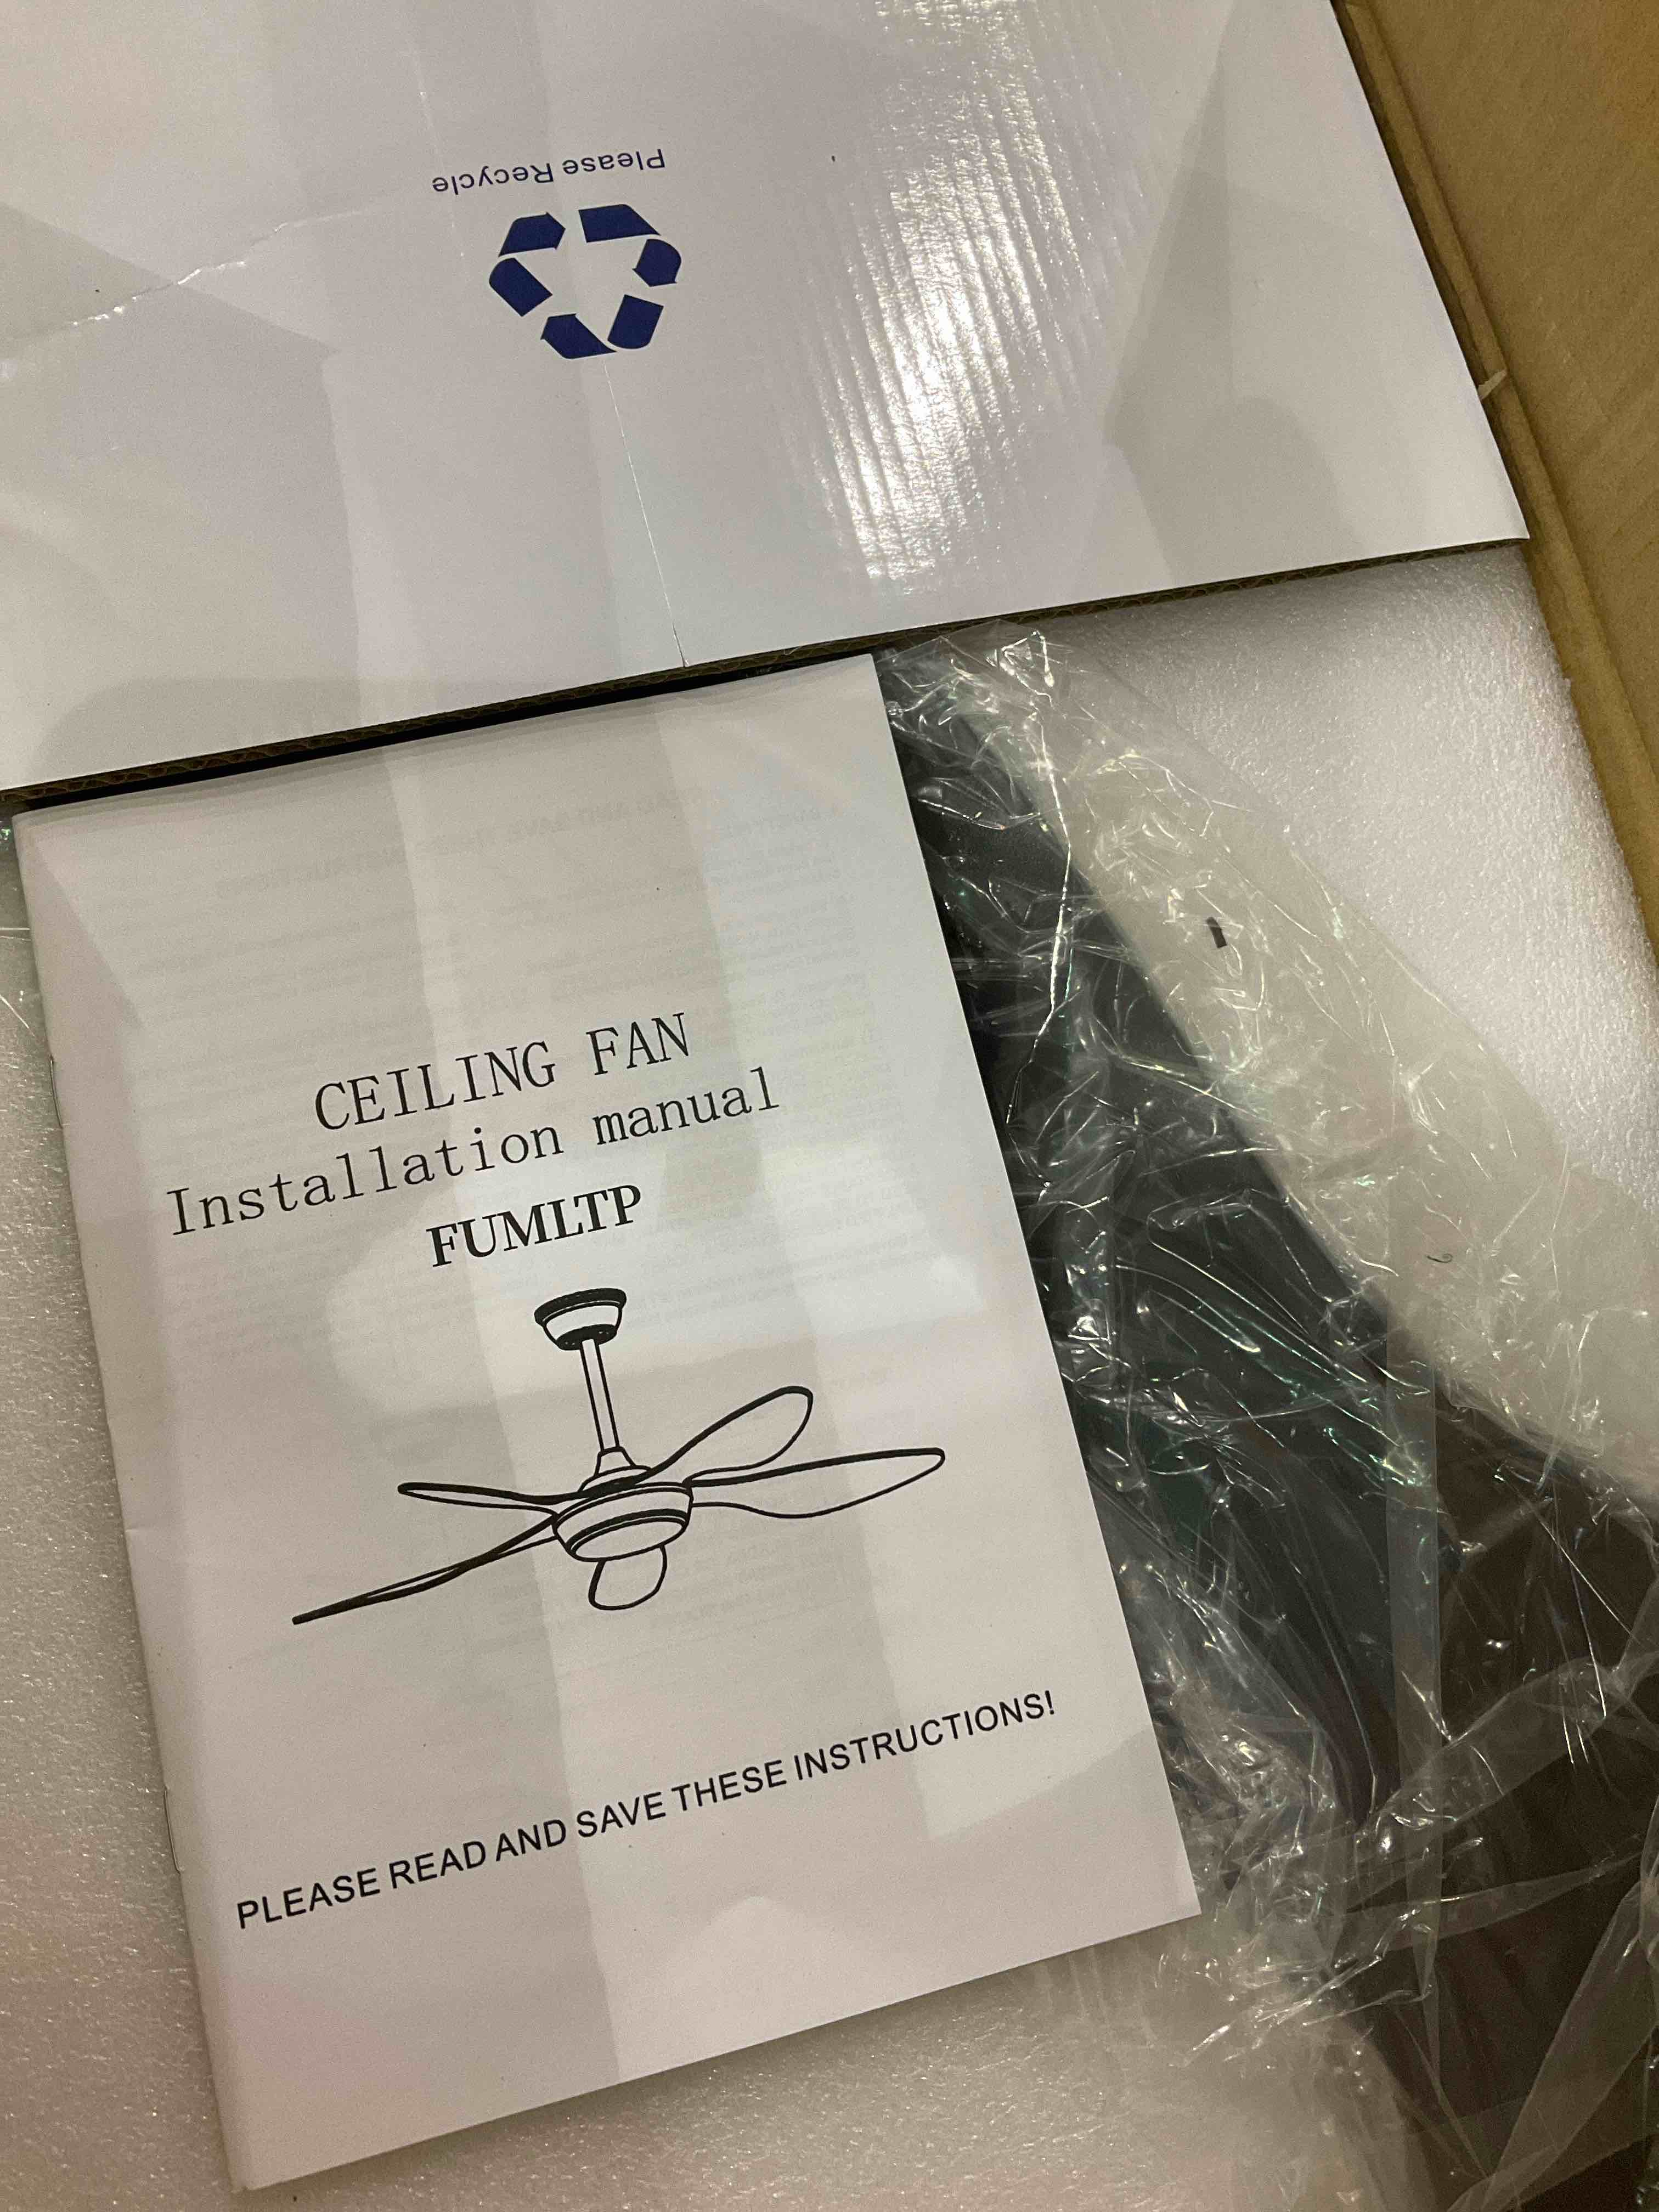 Please Recycle
CEILING FAN
Installation manual
FUMLTP
PLEASE READ AND SAVE THESE INSTRUCTIONS!